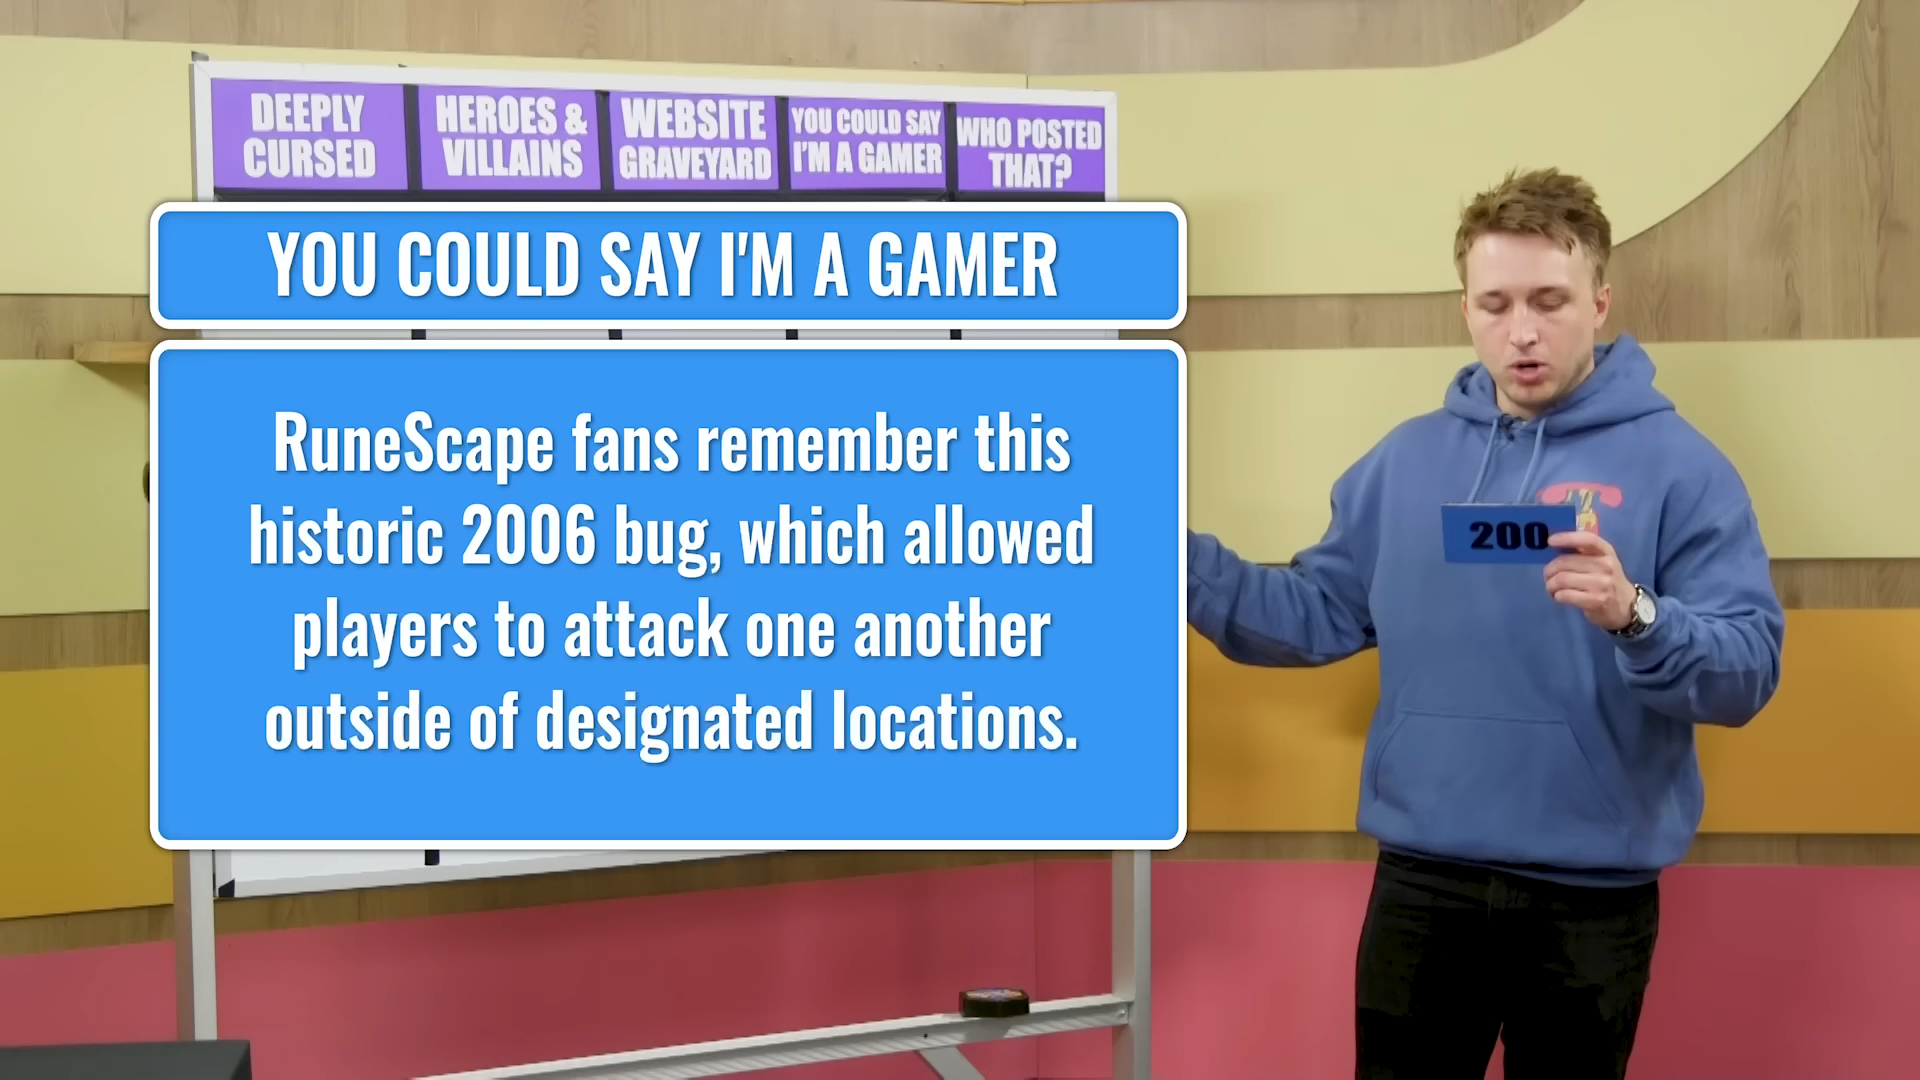 DEEPLY
CURSED
HEROES &
VILLAINS
WEBSITE
GRAVEYARD
YOU COULD SAY
I'M A GAMER
WHO POSTED
THAT?
YOU COULD SAY I'M A GAMER
RuneScape fans remember this
historic 2006 bug, which allowed
players to attack one another
outside of designated locations.
200